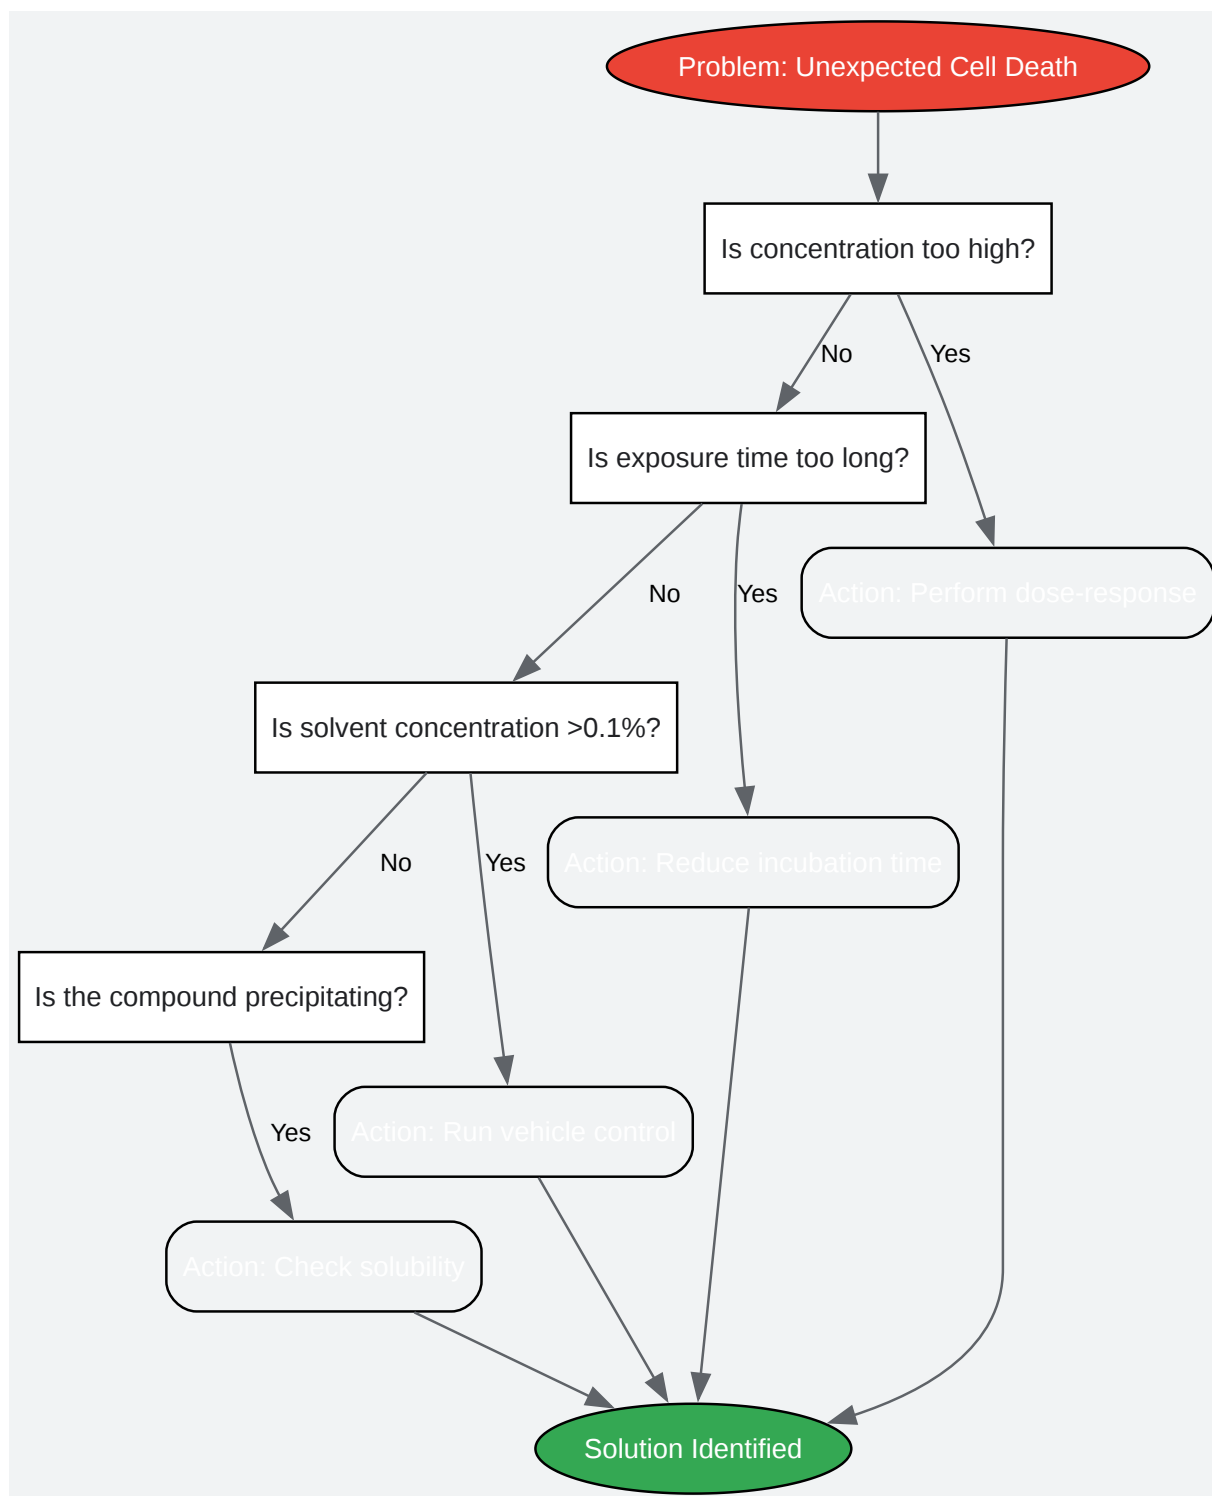 Problem: Unexpected Cell Death
Is concentration too high?
No
Yes
Is exposure time too long?
No
Yes
Action: Perform dose-response
Is solvent concentration >0.1%?
No
Yes
Action: Reduce incubation time
Is the compound precipitating?
Yes
Action: Run vehicle control
Action: Check solubility
Solution Identified